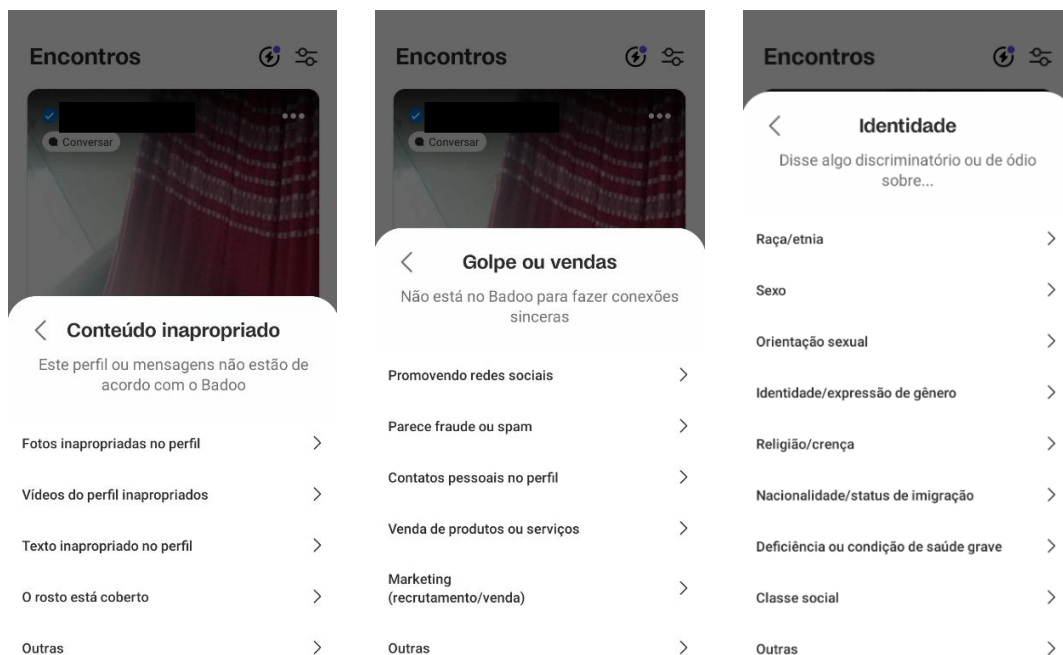 Encontros
Conversar
Conteúdo inapropriado
Este perfil ou mensagens não estão de
acordo com o Badoo
Fotos inapropriadas no perfil
Vídeos do perfil inapropriados
Texto inapropriado no perfil
O rosto está coberto
Outras
Encontros
Conversar
Golpe ou vendas
Não está no Badoo para fazer conexões
sinceras
Promovendo redes sociais
Parece fraude ou spam
Contatos pessoais no perfil
Venda de produtos ou serviços
Marketing
(recrutamento/venda)
Outras
Encontros
Identidade
Disse algo discriminatório ou de ódio
sobre...
Raça/etnia
Sexo
Orientação sexual
Identidade/expressão de gênero
Religião/crença
Nacionalidade/status de imigração
Deficiência ou condição de saúde grave
Classe social
Outras